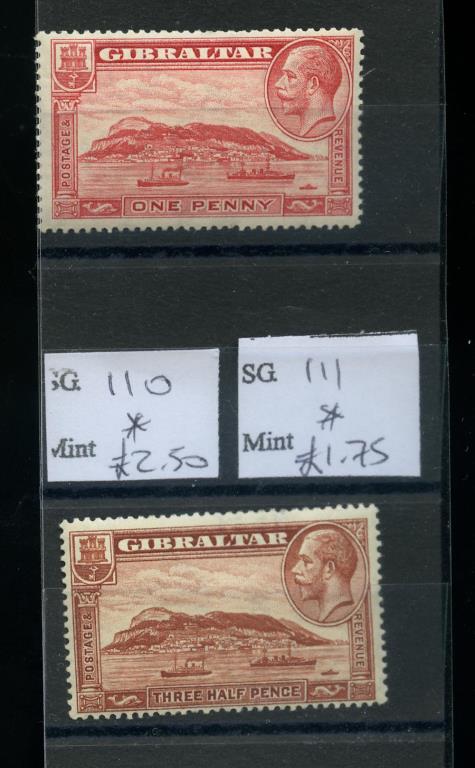 GIBRALTAR
POSTAGE &
REVENUE
ONE PENNY
SG. 110
*
Mint £2.50
SG 111
*
Mint £1.75
GIBRALTAR
POSTAGE &
REVENUE
THREE HALF PENCE